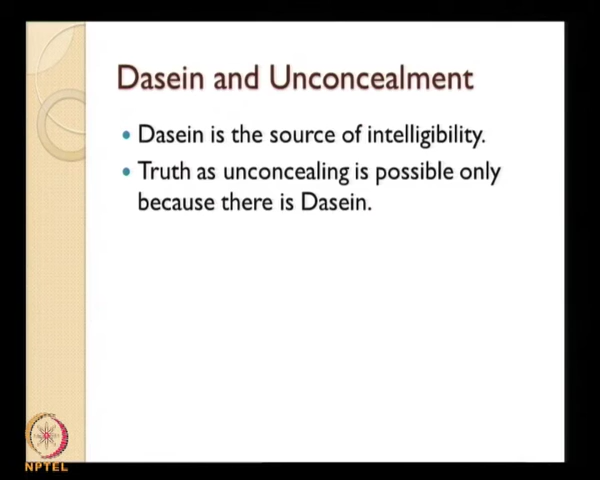 Dasein and Unconcealment
Dasein is the source of intelligibility.
Truth as unconcealing is possible only
because there is Dasein.
NPTEL